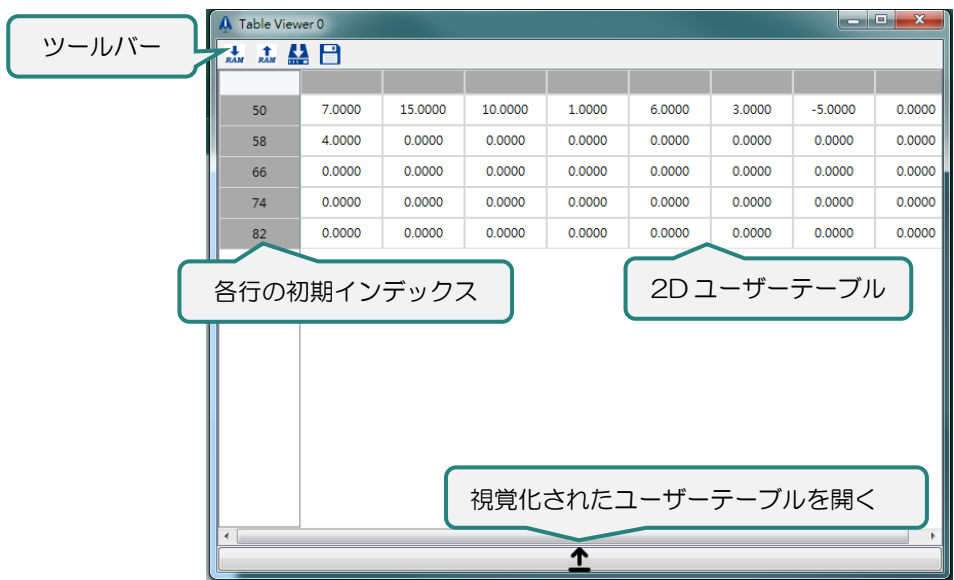 ツールバー
Table Viewer 0
RAM RAM
50 7.0000 15.0000 10.0000 1.0000 6.0000 3.0000 -5.0000 0.0000
58 4.0000 0.0000 0.0000 0.0000 0.0000 0.0000 0.0000 0.0000
66 0.0000 0.0000 0.0000 0.0000 0.0000 0.0000 0.0000 0.0000
74 0.0000 0.0000 0.0000 0.0000 0.0000 0.0000 0.0000 0.0000
82 0.0000 0.0000 0.0000 0.0000 0.0000 0.0000 0.0000 0.0000
各行の初期インデックス
2D ユーザーテーブル
視覚化されたユーザーテーブルを開く